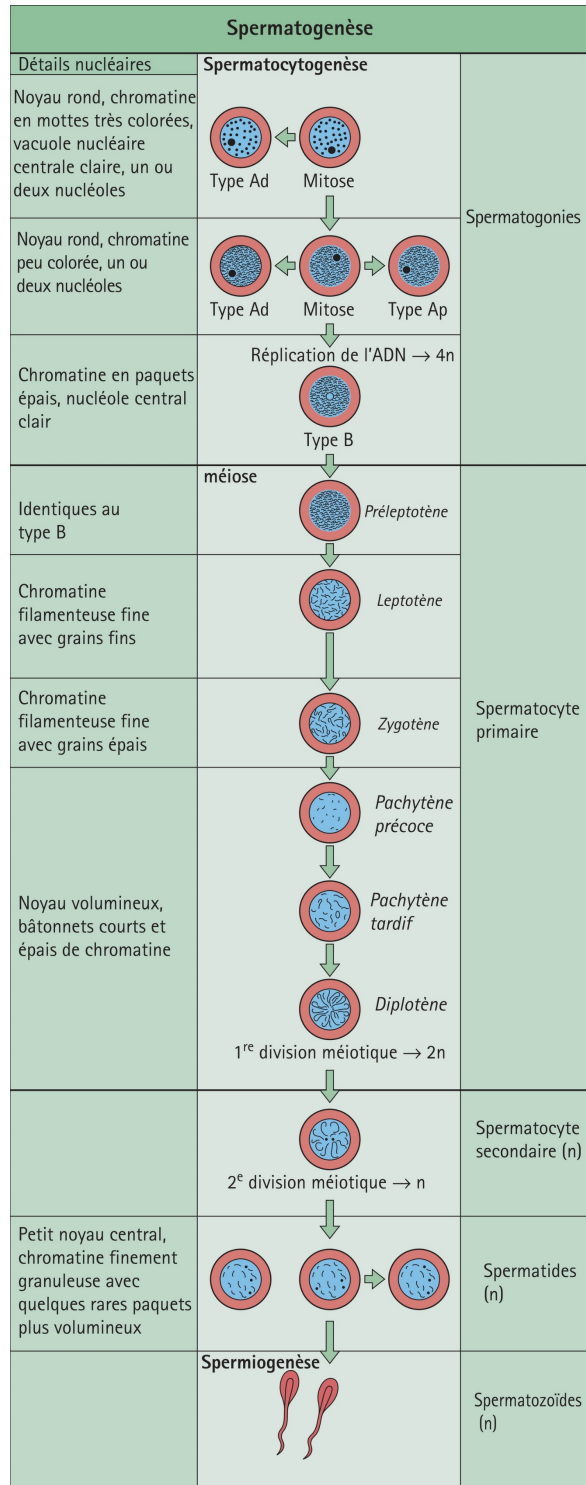 Spermatogenèse
Détails nucléaires
Spermatocytogenèse
Noyau rond, chromatine
en mottes très colorées,
vacuole nucléaire
centrale claire, un ou
deux nucléoles
Type Ad
Mitose
Spermatogonies
Noyau rond, chromatine
peu colorée, un ou
deux nucléoles
Type Ad
Mitose
Type Ap
Réplication de l'ADN → 4n
Chromatine en paquets
épais, nucléole central
clair
Type B
méiose
Identiques au
type B
Préleptotène
Chromatine
filamenteuse fine
avec grains fins
Leptotène
Chromatine
filamenteuse fine
avec grains épais
Zygotène
Spermatocyte
primaire
Pachytène
précoce
Noyau volumineux,
bâtonnets courts et
épais de chromatine
Pachytène
tardif
Diplotène
1re division méiotique → 2n
Spermatocyte
secondaire (n)
2e division méiotique → n
Petit noyau central,
chromatine finement
granuleuse avec
quelques rares paquets
plus volumineux
Spermatides
(n)
Spermiogenèse
Spermatozoïdes
(n)